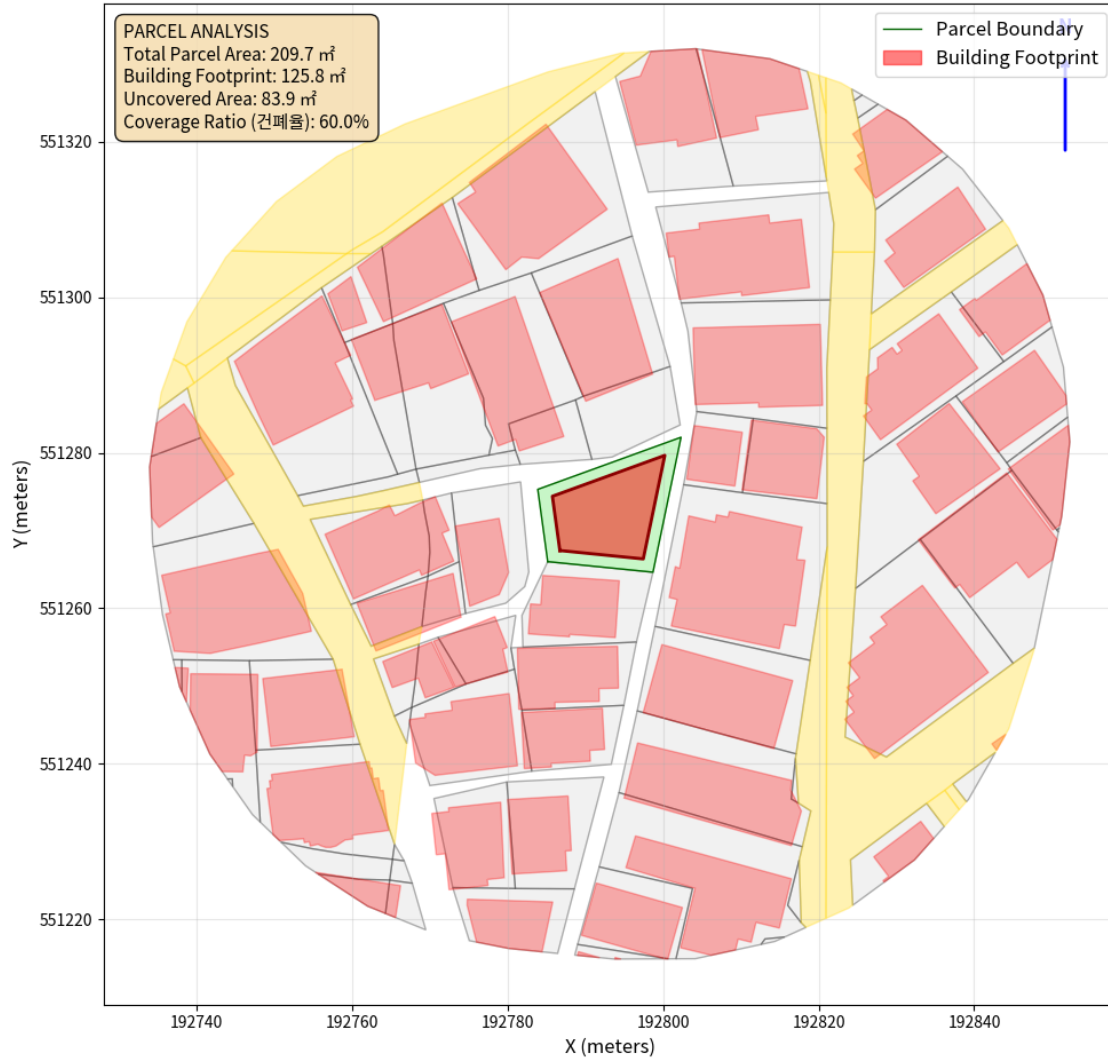 PARCEL ANALYSIS
Total Parcel Area: 209.7 ㎡
Building Footprint: 125.8 ㎡
Uncovered Area: 83.9 ㎡
Coverage Ratio (건폐율): 60.0%
N
Parcel Boundary
Building Footprint
551320
551300
551280
551260
551240
551220
Y (meters)
192740
192760
192780
192800
192820
192840
X (meters)